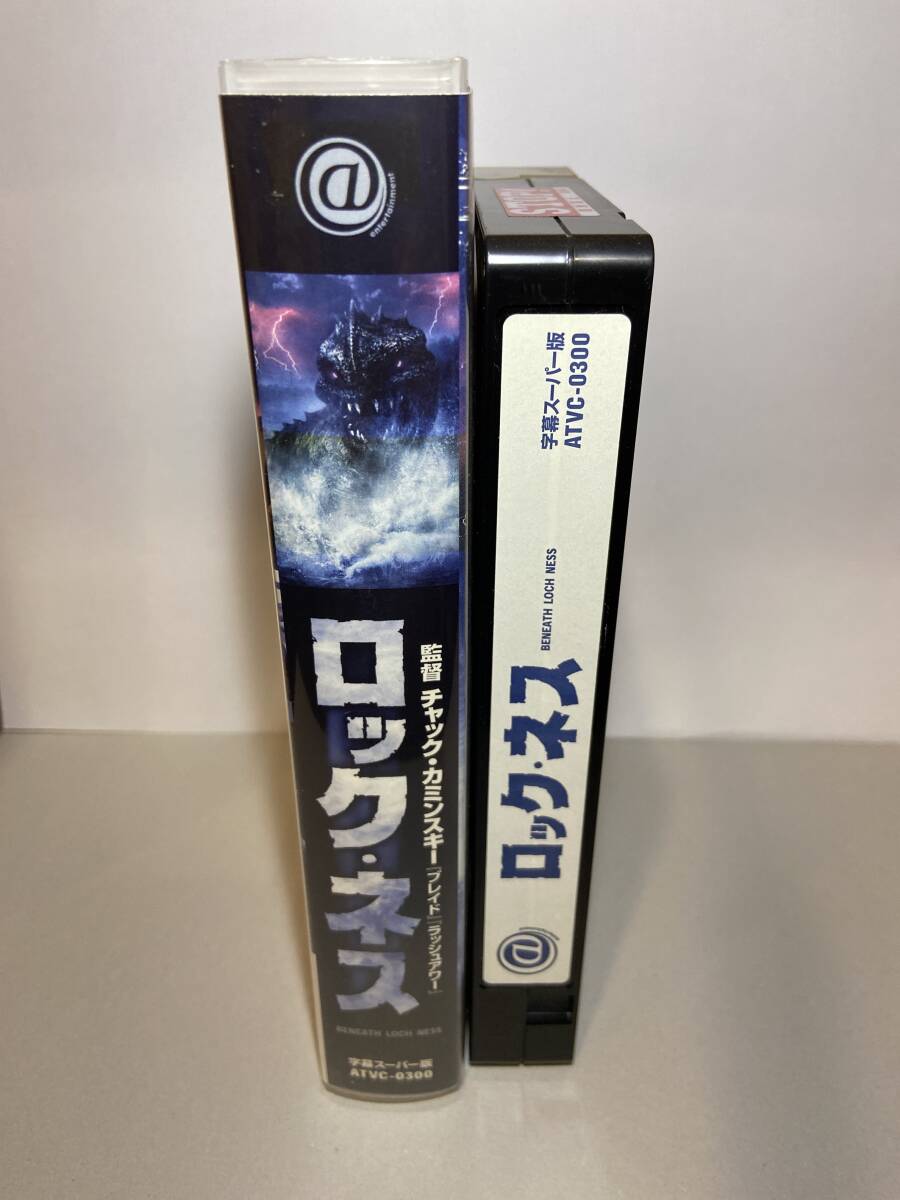 @
entertainment
監督 チャック・カミンスキー『ブレイド』『ラッシュアワー』
ロック・ネス
BENEATH LOCH NESS
字幕スーパー版
ATVC-0300
字幕スーパー版
ATVC-0300
BENEATH LOCH NESS
ロック・ネス
@